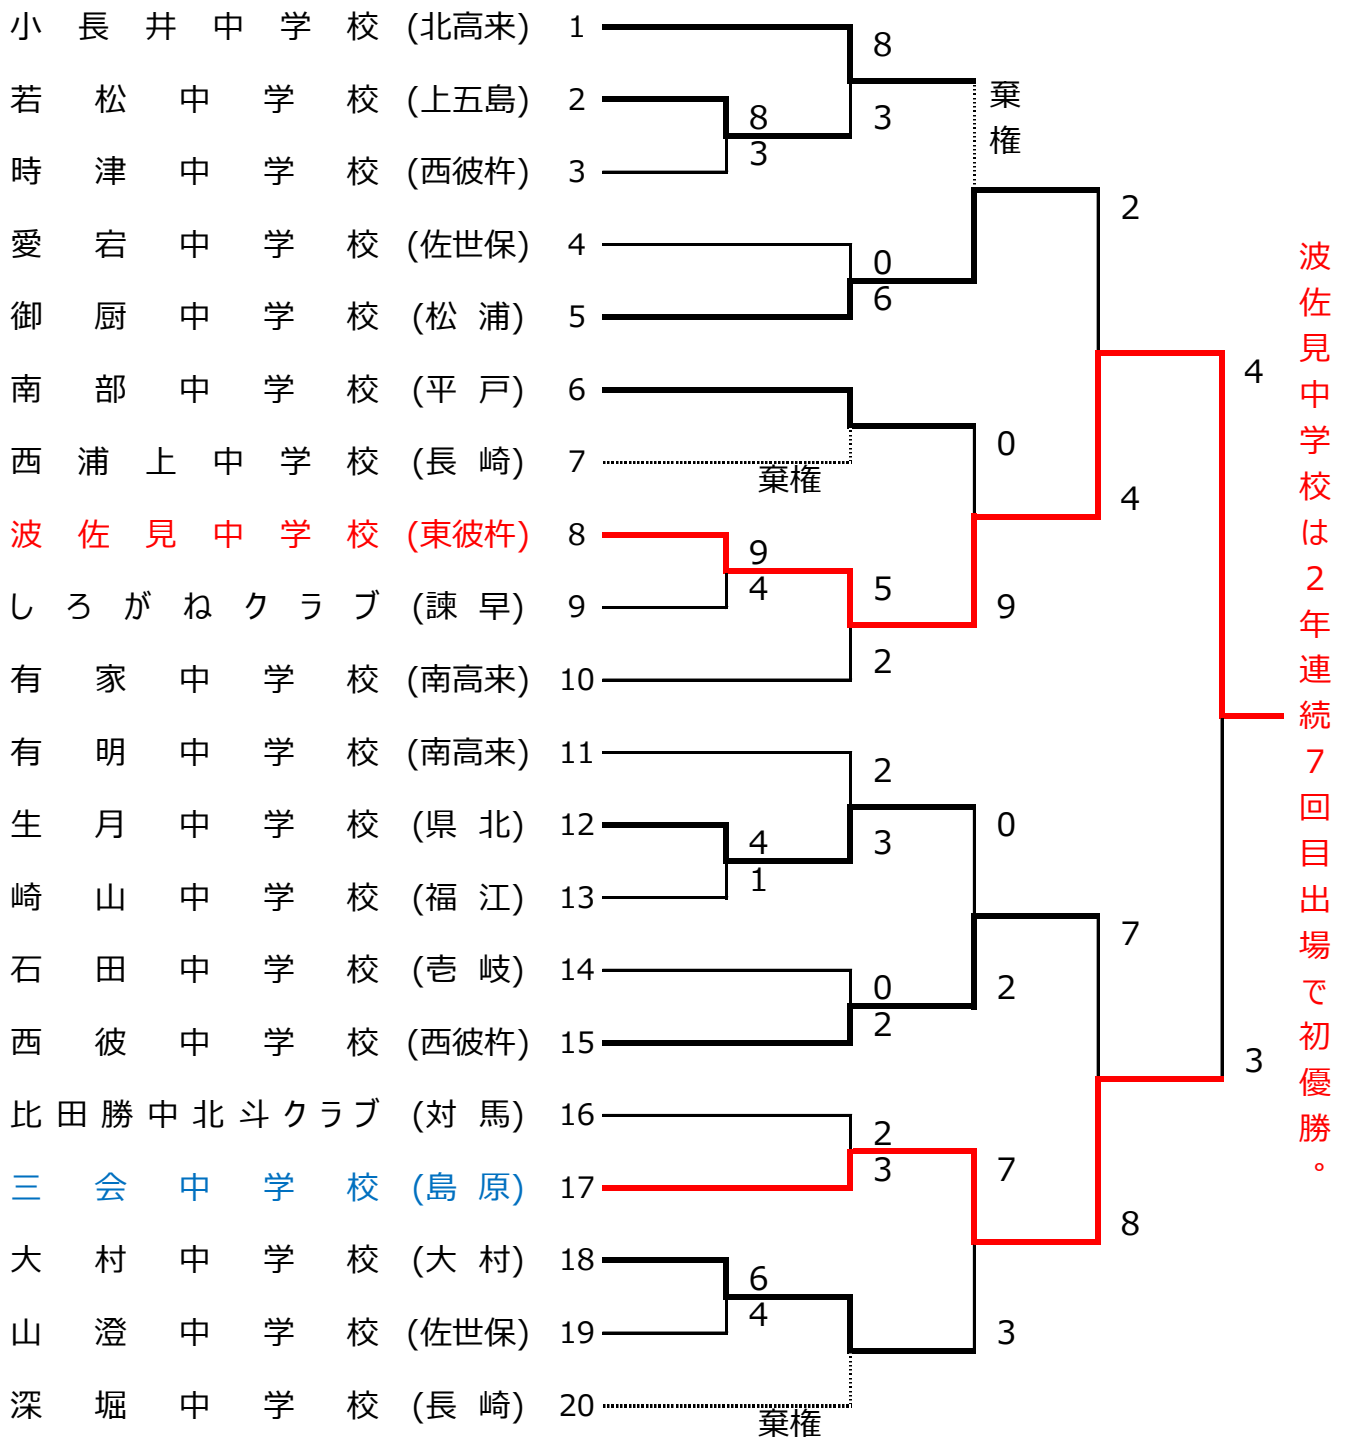 小長井中学校 (北高来) 1
8
若松中学校 (上五島) 2
棄権
8
3
時津中学校 (西彼杵) 3
3
2
愛宕中学校 (佐世保) 4
0
御厨中学校 (松浦) 5
6
4
南部中学校 (平戸) 6
0
西浦上中学校 (長崎) 7
棄権
4
波佐見中学校 (東彼杵) 8
9
4
5
しろがねクラブ (諫早) 9
9
2
有家中学校 (南高来) 10
有明中学校 (南高来) 11
2
生月中学校 (県北) 12
0
4
3
1
崎山中学校 (福江) 13
7
石田中学校 (壱岐) 14
0
2
2
西彼中学校 (西彼杵) 15
3
比田勝中北斗クラブ (対馬) 16
2
3
7
三会中学校 (島原) 17
8
大村中学校 (大村) 18
6
4
山澄中学校 (佐世保) 19
3
深堀中学校 (長崎) 20
棄権
波佐見中学校は2年連続7回目出場で初優勝。